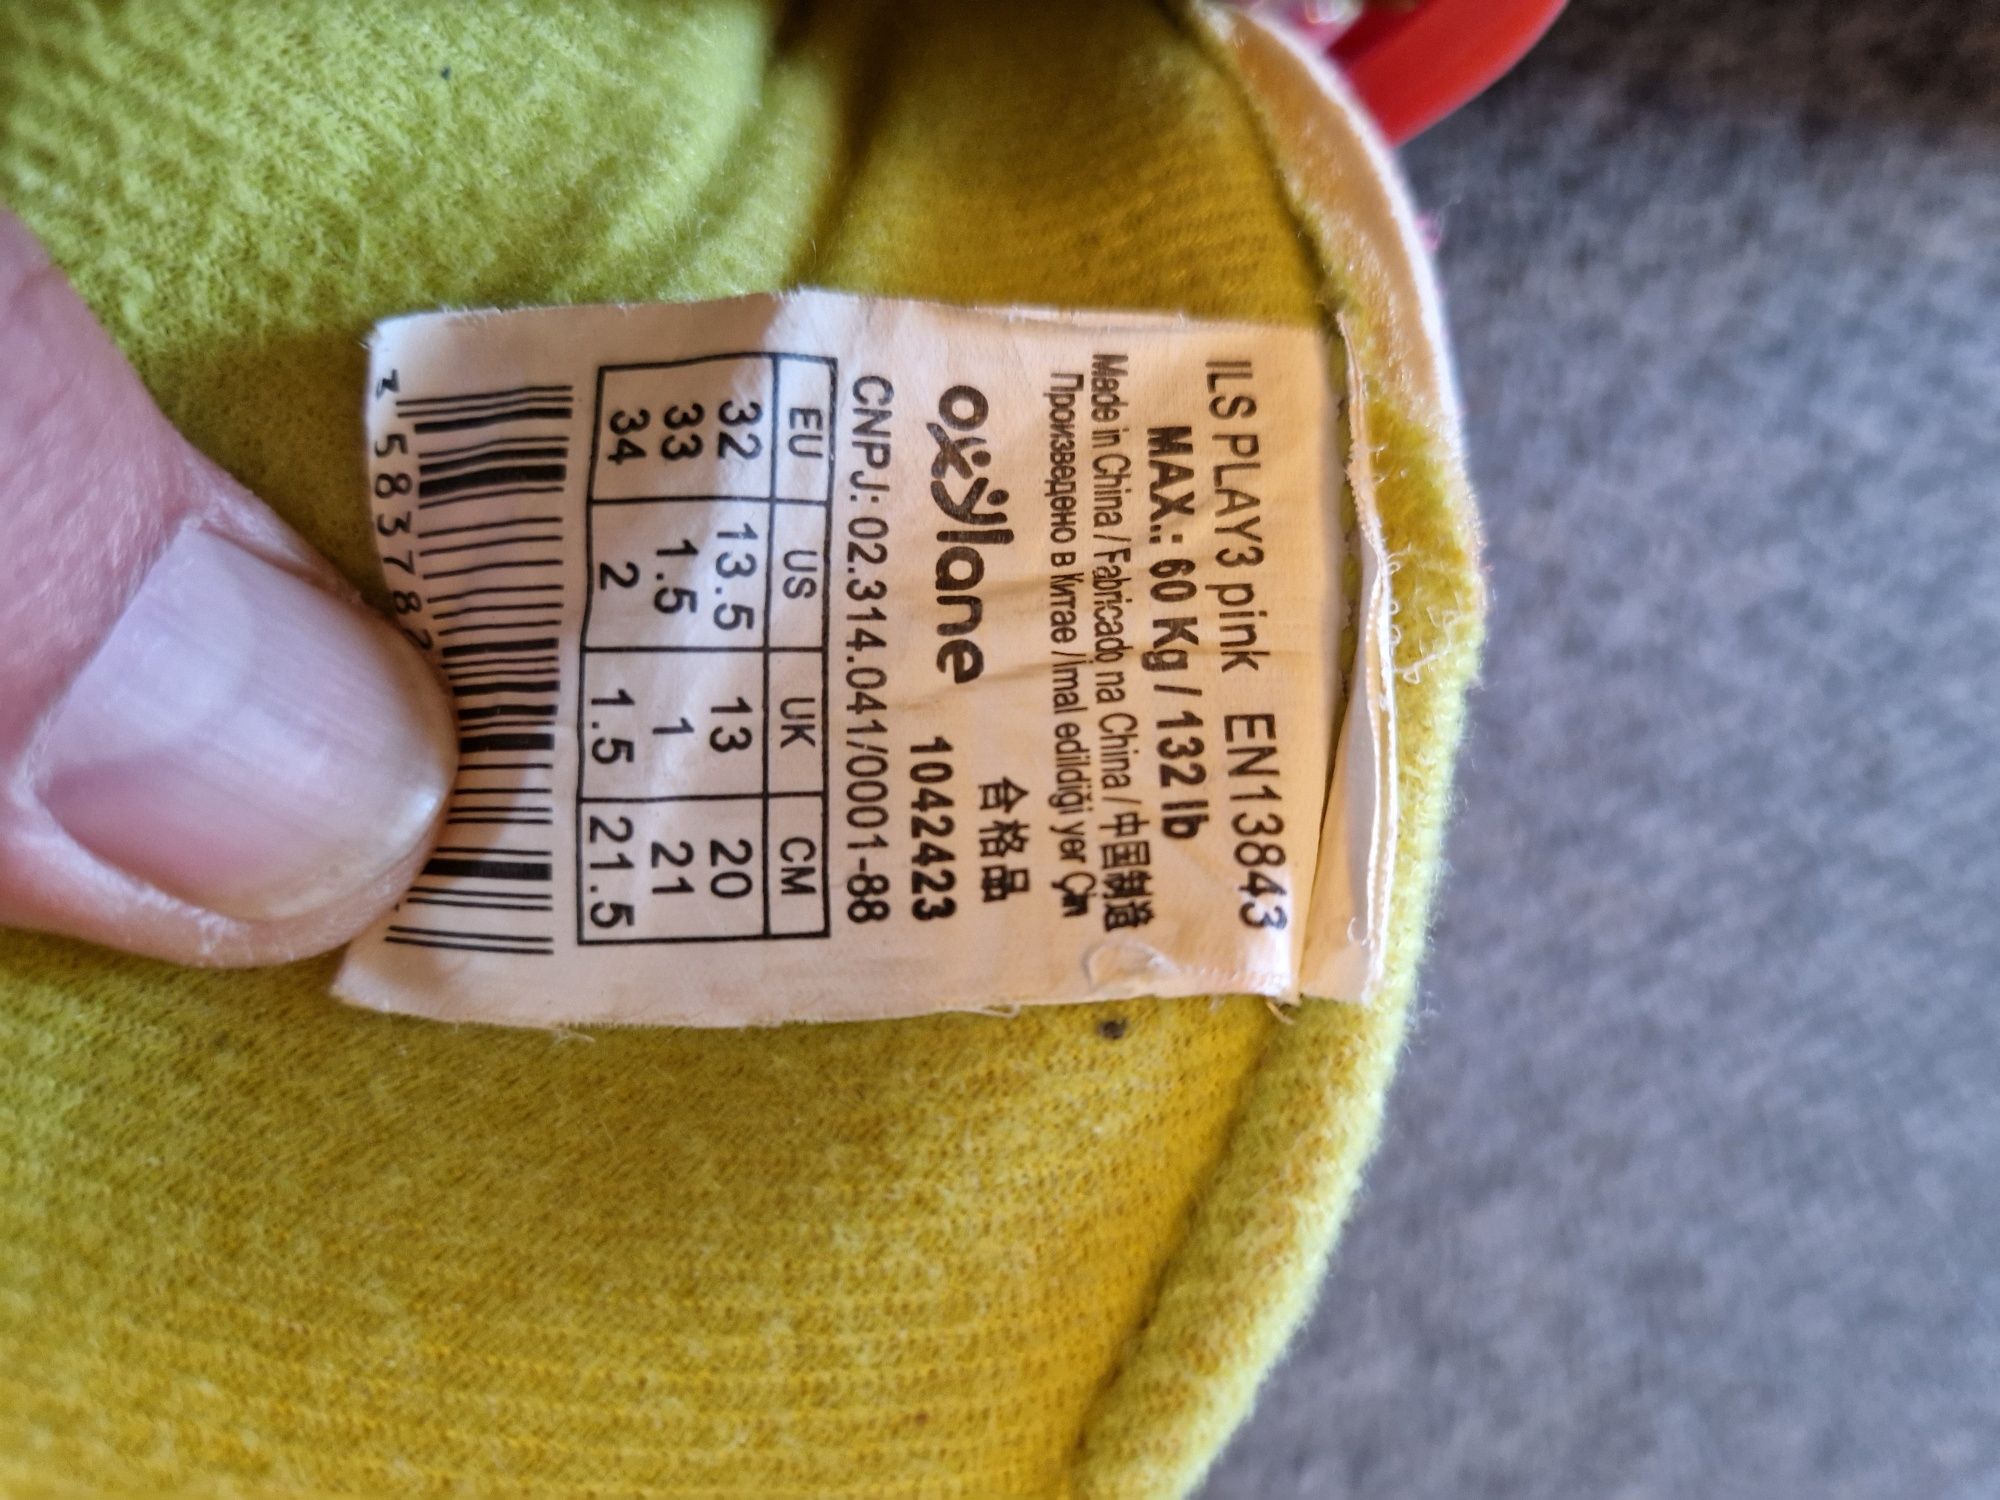 ILS PLAY3 pink EN13843
MAX.: 60 Kg / 132 lb
Made in China / Fabricado na China / 中国制造
Произведено в Китае / İmal edildiği yer Çin
合格品
oxylane 1042423
CNPJ: 02.314.041/0001-88
EU US UK CM
32 13.5 13 20
33 1.5 1 21
34 2 1.5 21.5
3 58378